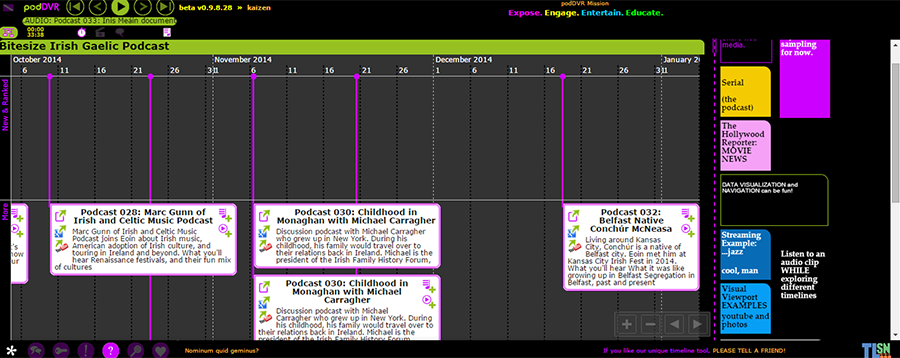 podDVR
beta v0.9.8.28 » kaizen
podDVR Mission
Expose. Engage. Entertain. Educate.
AUDIO: Podcast 033: Inis Meáin document
00:00
33:38
Bitesize Irish Gaelic Podcast
October 2014
November 2014
December 2014
January 20
6 11 16 21 26 31 6 11 16 21 26 1 6 11 16 21 26 31
New & Ranked
More
Podcast 028: Marc Gunn of
Irish and Celtic Music Podcast
Marc Gunn of Irish and Celtic Music
Podcast joins Eoin about Irish music,
American adoption of Irish culture, and
touring in Ireland and beyond. What you'll
hear Renaissance festivals, and their fun mix
of cultures
Podcast 030: Childhood in
Monaghan with Michael Carragher
Discussion podcast with Michael Carragher
who grew up in New York. During his
childhood, his family would travel over to
their relations back in Ireland. Michael is the
president of the Irish Family History Forum,
Podcast 030: Childhood in
Monaghan with Michael
Carragher
Discussion podcast with Michael
Carragher who grew up in New York. During
his childhood, his family would travel over to
their relations back in Ireland. Michael is the
president of the Irish Family History Forum,
Podcast 032:
Belfast Native
Conchúr McNeasa
Living around Kansas
City, Conchúr is a native of
Belfast city. Eoin met him at
Kansas City Irish Fest in 2014.
What you'll hear What it was like
growing up in Belfast Segregation in
Belfast, past and present
media.
sampling
for now.
Serial
(the
podcast)
The
Hollywood
Reporter:
MOVIE
NEWS
DATA VISUALIZATION and
NAVIGATION can be fun!
Streaming
Example:
...jazz
cool, man
Visual
Viewport
EXAMPLES
youtube and
photos
Listen to an
audio clip
WHILE
exploring
different
timelines
Nominum quid geminus?
If you like our unique timeline tool, PLEASE TELL A FRIEND!